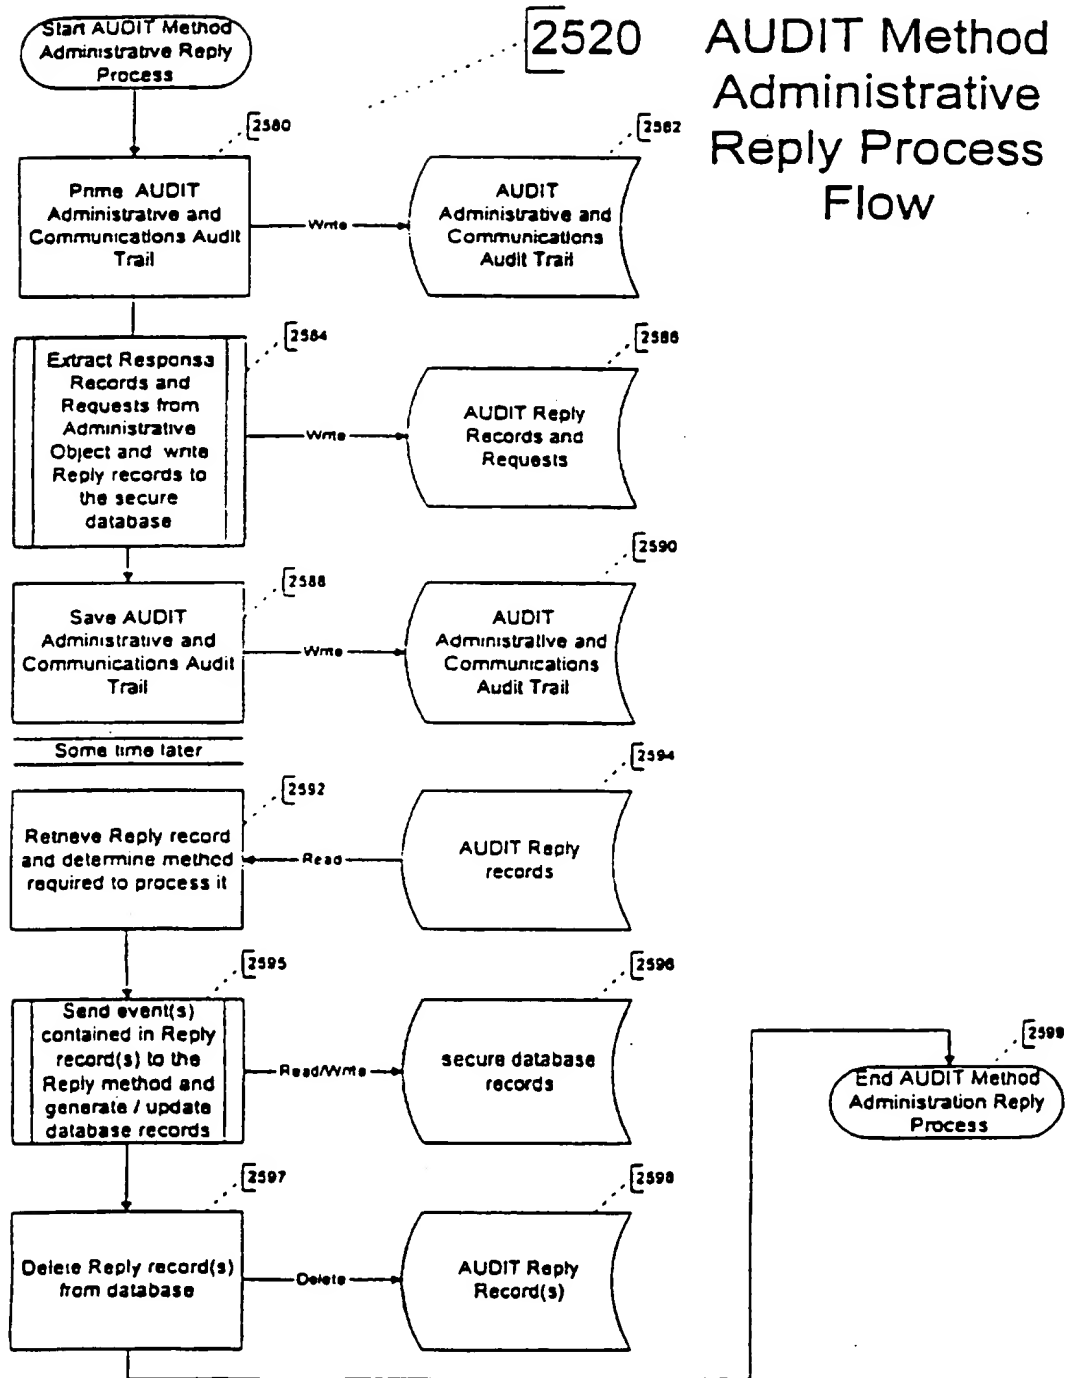 Start AUDIT Method
Administrative Reply
Process
2520
AUDIT Method
Administrative
Reply Process
Flow
2580
2582
Prime AUDIT
Administrative and
Communications Audit
Trail
Write
AUDIT
Administrative and
Communications
Audit Trail
2584
2586
Extract Response
Records and
Requests from
Administrative
Object and write
Reply records to
the secure
database
Write
AUDIT Reply
Records and
Requests
2588
2590
Save AUDIT
Administrative and
Communications Audit
Trail
Write
AUDIT
Administrative and
Communications
Audit Trail
Some time later
2592
2594
Retrieve Reply record
and determine method
required to process it
Read
AUDIT Reply
records
2595
2596
Send event(s)
contained in Reply
record(s) to the
Reply method and
generate / update
database records
Read/Write
secure database
records
2599
End AUDIT Method
Administration Reply
Process
2597
2598
Delete Reply record(s)
from database
Delete
AUDIT Reply
Record(s)